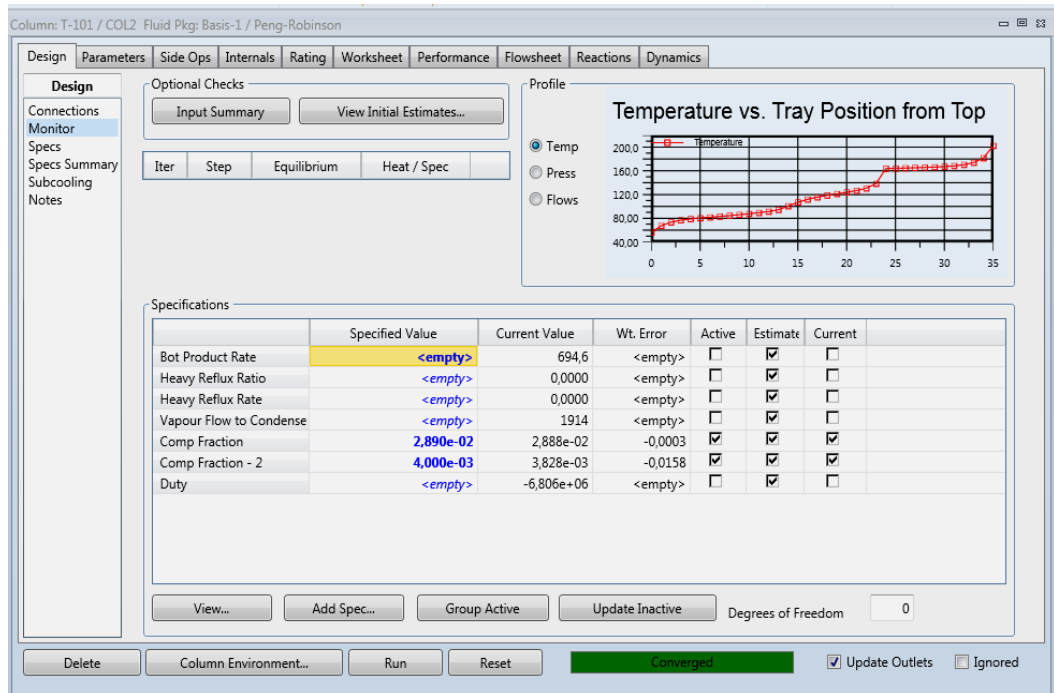 Column: T-101 / COL2 Fluid Pkg: Basis-1 / Peng-Robinson
Design Parameters Side Ops Internals Rating Worksheet Performance Flowsheet Reactions Dynamics
Design
Connections
Monitor
Specs
Specs Summary
Subcooling
Notes
Optional Checks
Input Summary View Initial Estimates...
Iter Step Equilibrium Heat / Spec
Profile
Temp
Press
Flows
Temperature vs. Tray Position from Top
Temperature
200,0
160,0
120,0
80,00
40,00
0 5 10 15 20 25 30 35
Specifications
Specified Value Current Value Wt. Error Active Estimate Current
Bot Product Rate <empty> 694,6 <empty>
Heavy Reflux Ratio <empty> 0,0000 <empty>
Heavy Reflux Rate <empty> 0,0000 <empty>
Vapour Flow to Condense <empty> 1914 <empty>
Comp Fraction 2,890e-02 2,888e-02 -0,0003
Comp Fraction - 2 4,000e-03 3,828e-03 -0,0158
Duty <empty> -6,806e+06 <empty>
View... Add Spec... Group Active Update Inactive Degrees of Freedom 0
Delete Column Environment... Run Reset Converged Update Outlets Ignored